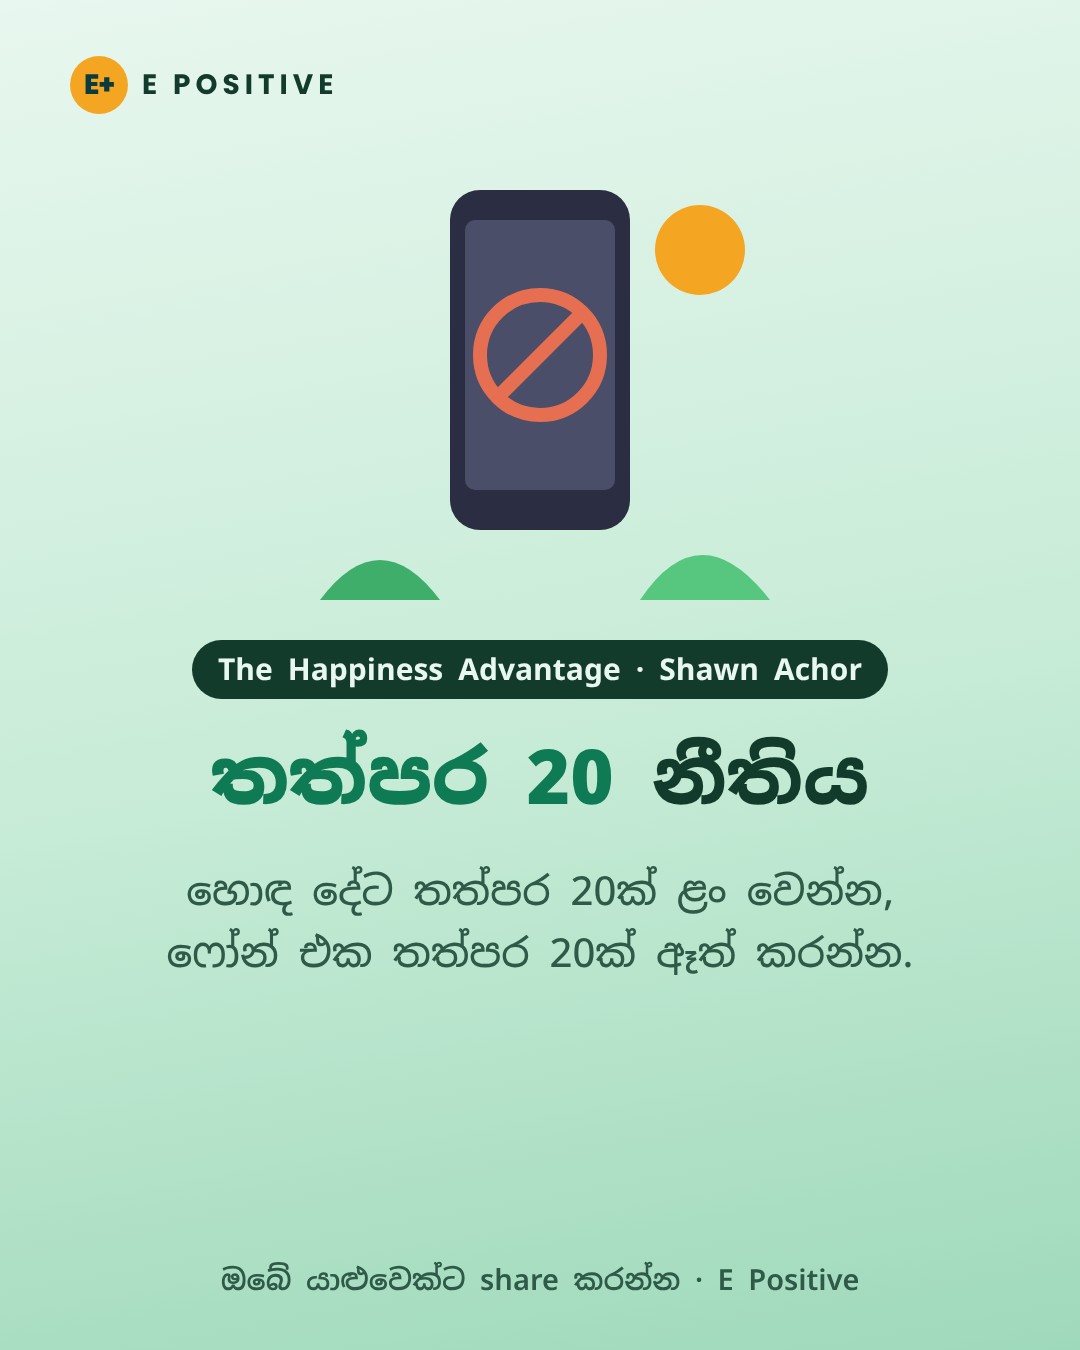 E+ E POSITIVE
The Happiness Advantage · Shawn Achor
තත්පර 20 නීතිය
හොඳ දේට තත්පර 20ක් ළං වෙන්න,
ෆෝන් එක තත්පර 20ක් ඈත් කරන්න.
ඔබේ යාළුවෙක්ට share කරන්න · E Positive